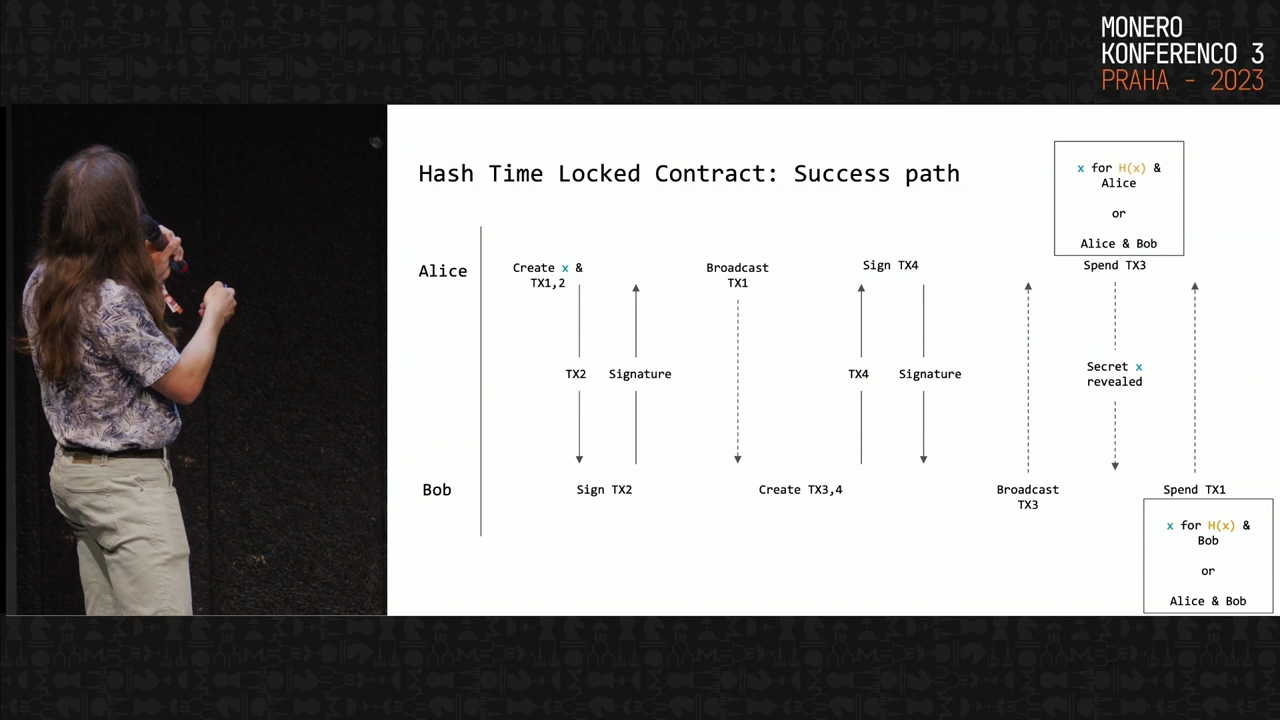 MONERO
KONFERENCO 3
PRAHA - 2023
Hash Time Locked Contract: Success path
x for H(x) &
Alice
or
Alice & Bob
Alice
Create x &
TX1,2
Broadcast
TX1
Sign TX4
Spend TX3
TX2
Signature
TX4
Signature
Secret x
revealed
Bob
Sign TX2
Create TX3,4
Broadcast
TX3
Spend TX1
x for H(x) &
Bob
or
Alice & Bob